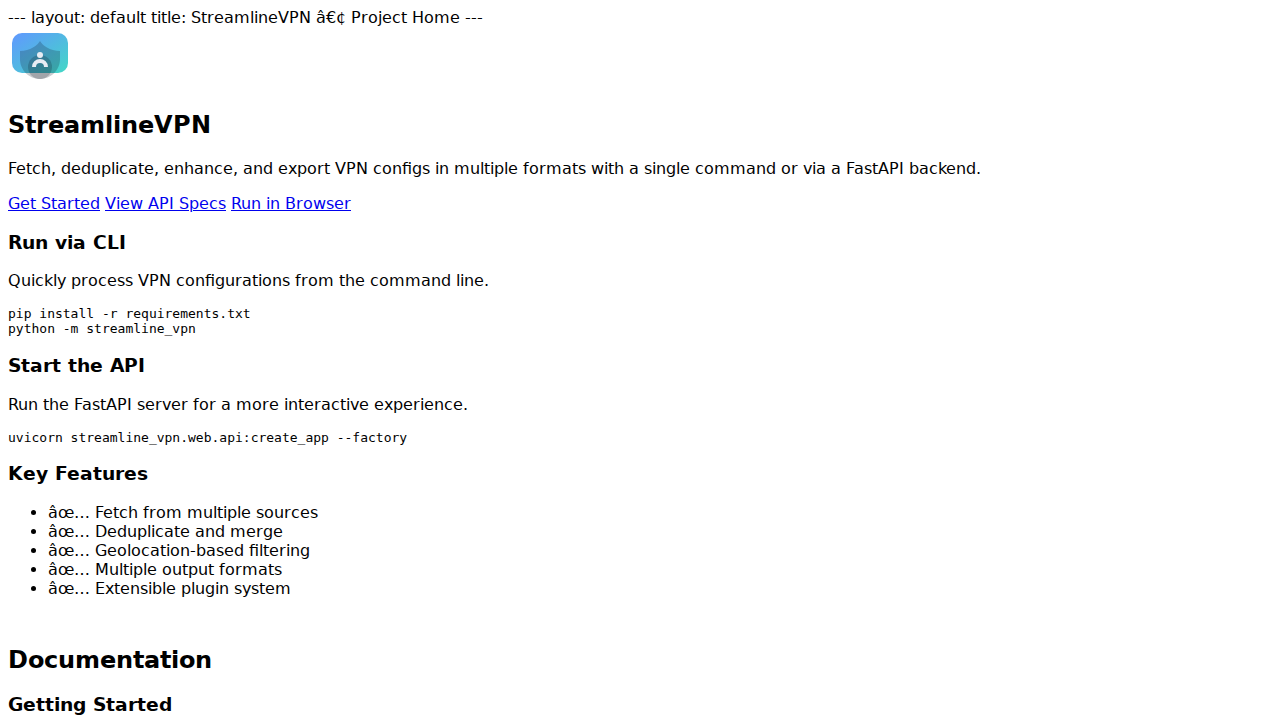 --- layout: default title: StreamlineVPN â€¢ Project Home ---
StreamlineVPN
Fetch, deduplicate, enhance, and export VPN configs in multiple formats with a single command or via a FastAPI backend.
Get Started View API Specs Run in Browser
Run via CLI
Quickly process VPN configurations from the command line.
pip install -r requirements.txt
python -m streamline_vpn
Start the API
Run the FastAPI server for a more interactive experience.
uvicorn streamline_vpn.web.api:create_app --factory
Key Features
• âœ… Fetch from multiple sources
• âœ… Deduplicate and merge
• âœ… Geolocation-based filtering
• âœ… Multiple output formats
• âœ… Extensible plugin system
Documentation
Getting Started